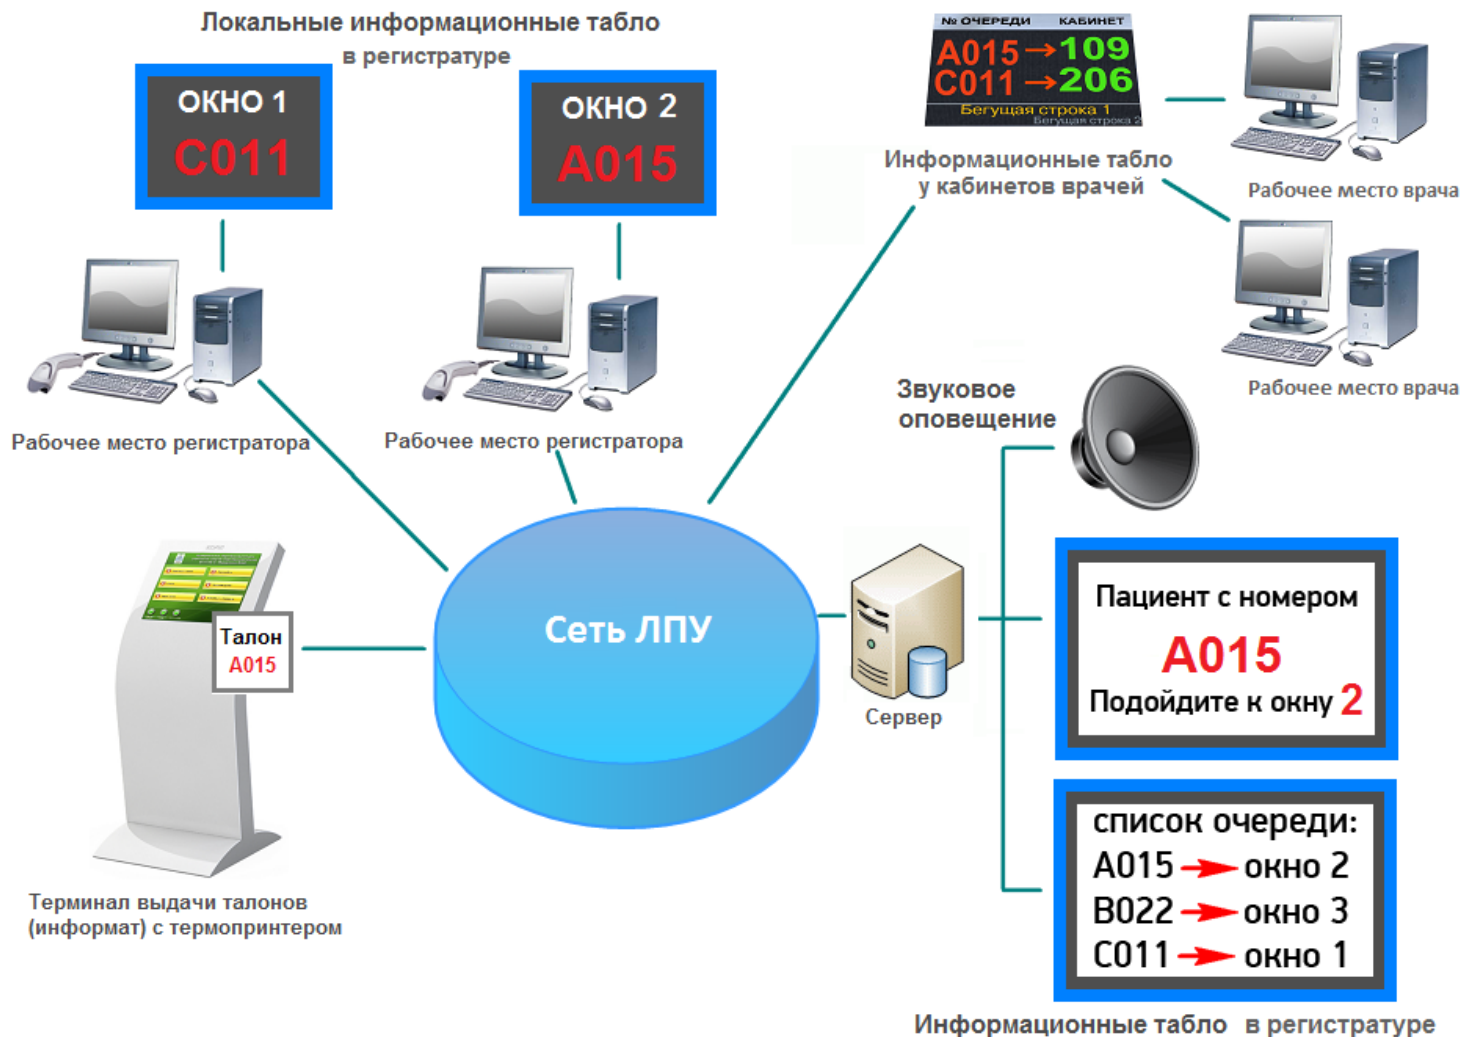 Локальные информационные табло
в регистратуре
ОКНО 1
С011
ОКНО 2
А015
№ ОЧЕРЕДИ КАБИНЕТ
А015→109
С011→206
Бегущая строка 1
Бегущая строка 2
Информационные табло
у кабинетов врачей
Рабочее место врача
Рабочее место врача
Рабочее место регистратора
Рабочее место регистратора
Звуковое
оповещение
Талон
А015
Сеть ЛПУ
Сервер
Пациент с номером
А015
Подойдите к окну 2
список очереди:
А015 → окно 2
В022 → окно 3
С011 → окно 1
Терминал выдачи талонов
(информат) с термопринтером
Информационные табло в регистратуре